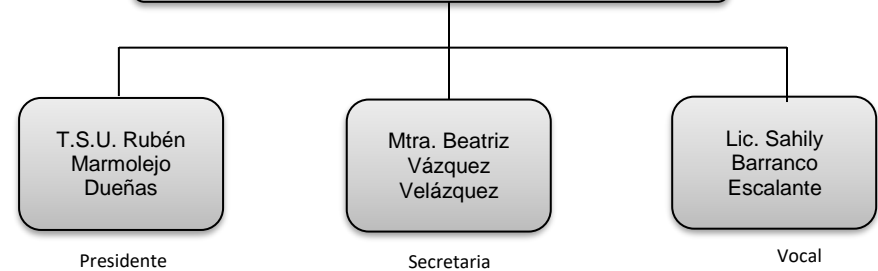 T.S.U. Rubén
Marmolejo
Dueñas
Presidente
Mtra. Beatriz
Vázquez
Velázquez
Secretaria
Lic. Sahily
Barranco
Escalante
Vocal